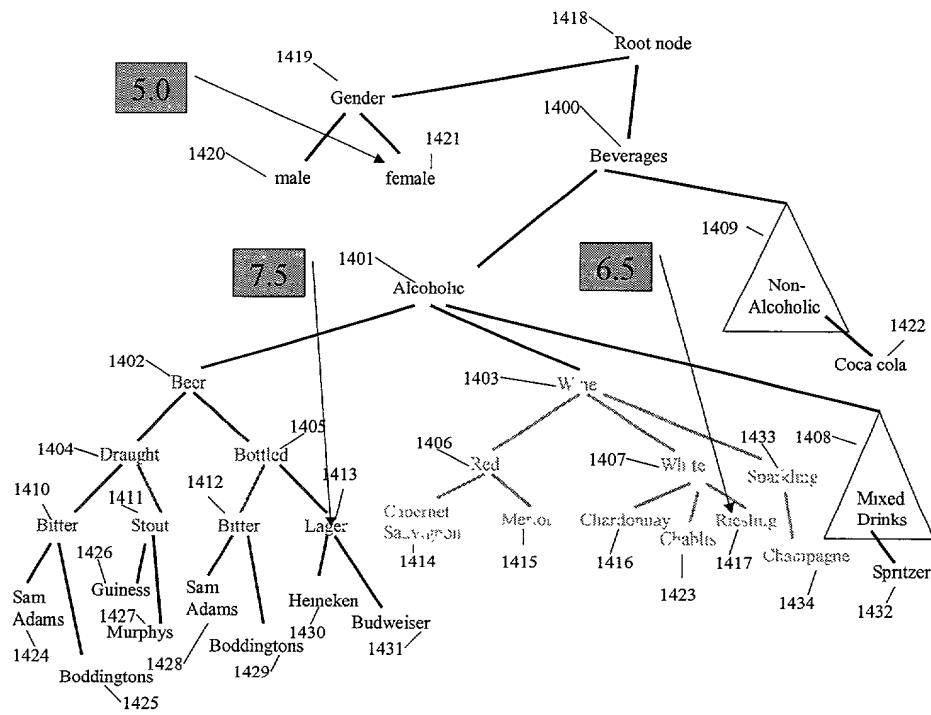 1418
Root node
1419
5.0
Gender
1400
1420
male
1421
female
Beverages
1409
7.5
1401
6.5
Alcoholic
Non-
Alcoholic
1422
Coca cola
1402
Beer
1403
Wine
1404
Draught
1405
Bottled
1406
Red
1407
White
1433
Sparkling
1408
1410
Bitter
1411
Stout
1412
Bitter
1413
Lager
Cabernet
Sauvignon
1414
Merlot
1415
Chardonnay
1416
Chablis
1423
Riesling
1417
Champagne
1434
Mixed
Drinks
Spritzer
1432
1426
Guiness
1427
Murphys
Sam
Adams
1424
Boddingtons
1425
Sam
Adams
1428
Boddingtons
1429
Heineken
1430
Budweiser
1431